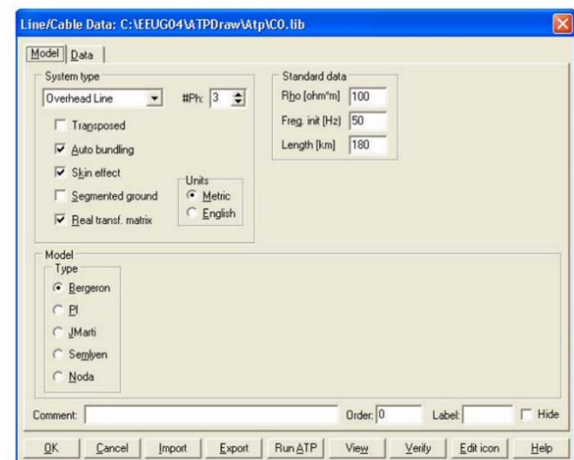 Line/Cable Data: C:\EEUG04\ATPDraw\Atp\C0.lib
Model Data
System type
Overhead Line #Ph: 3
Transposed
Auto bundling
Skin effect
Segmented ground
Real transf. matrix
Units
Metric
English
Standard data
Rho [ohm*m] 100
Freq. init [Hz] 50
Length [km] 180
Model
Type
Bergeron
PI
JMarti
Semlyen
Noda
Comment: Order: 0 Label: Hide
OK Cancel Import Export Run ATP View Verify Edit icon Help